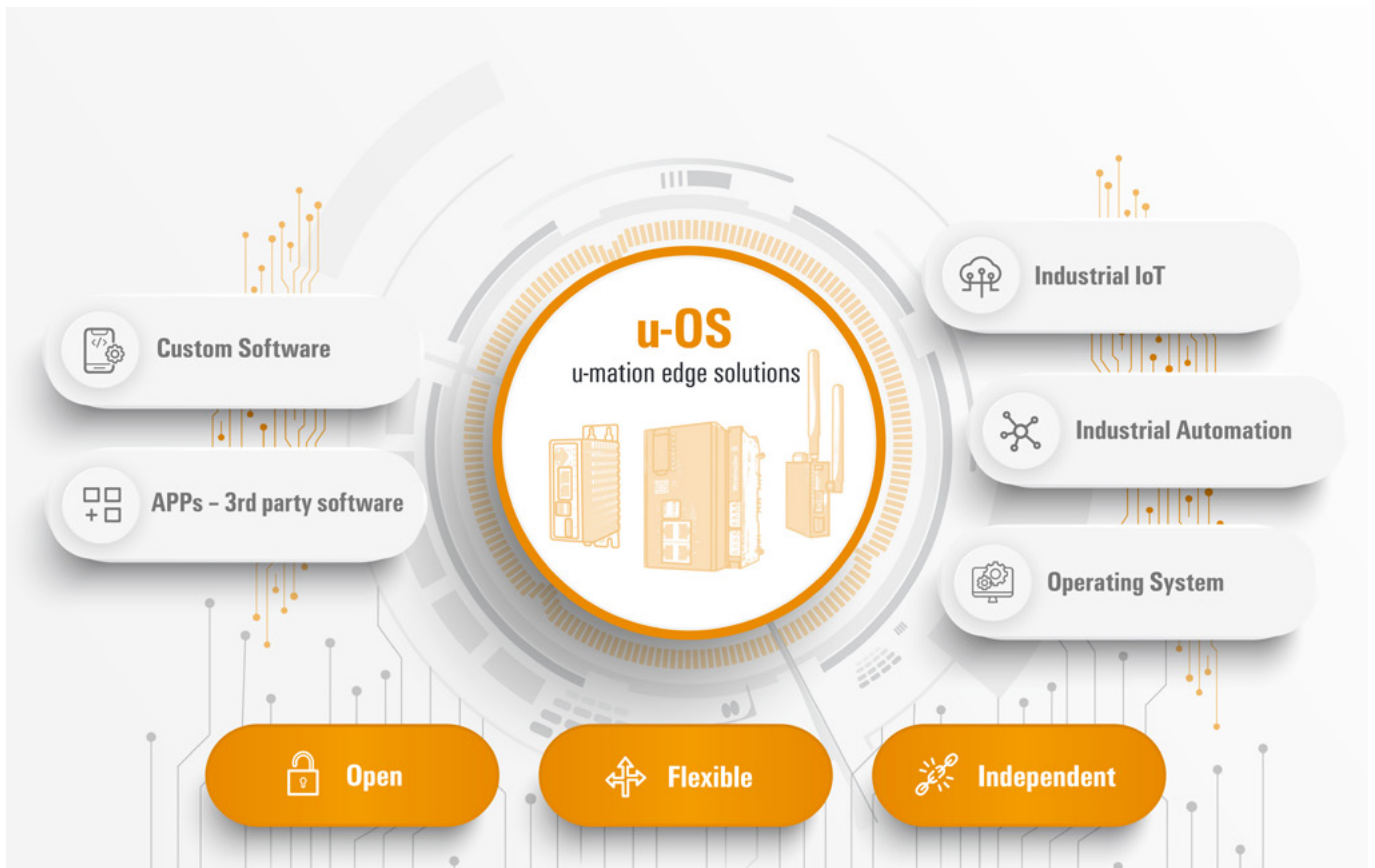 u-OS
u-mation edge solutions
Custom Software
APPs – 3rd party software
Industrial IoT
Industrial Automation
Operating System
Open
Flexible
Independent